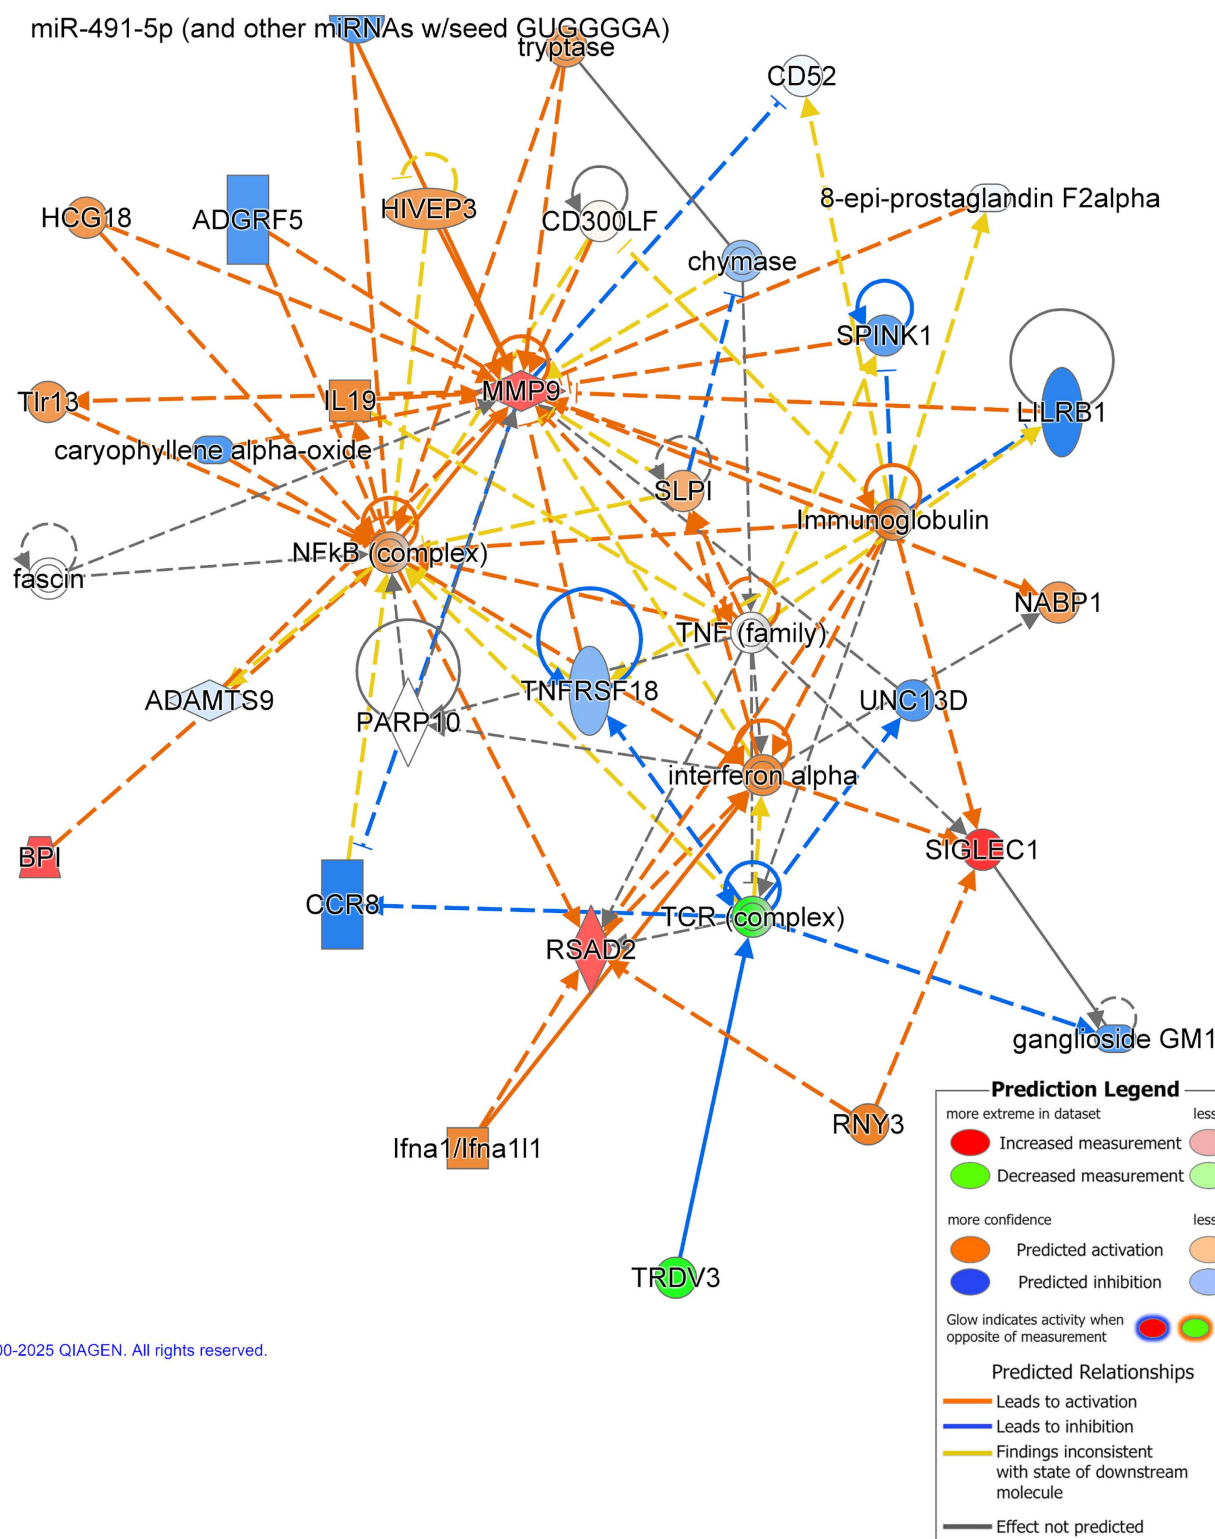 miR-491-5p (and other miRNAs w/seed GUGGGGA)
tryptase
CD52
8-epi-prostaglandin F2alpha
HCG18
ADGRF5
HIVEP3
CD300LF
chymase
SPINK1
Tlr13
IL19
MMP9
LILRB1
caryophyllene alpha-oxide
SLPI
Immunoglobulin
NFkB (complex)
fascin
NABP1
TNF (family)
ADAMTS9
PARP10
TNFRSF18
UNC13D
interferon alpha
BPI
SIGLEC1
CCR8
TCR (complex)
RSAD2
ganglioside GM1
Ifna1/Ifna1l1
RNY3
TRDV3
Prediction Legend
more extreme in dataset less
Increased measurement
Decreased measurement
more confidence less
Predicted activation
Predicted inhibition
Glow indicates activity when
opposite of measurement
00-2025 QIAGEN. All rights reserved.
Predicted Relationships
Leads to activation
Leads to inhibition
Findings inconsistent
with state of downstream
molecule
Effect not predicted